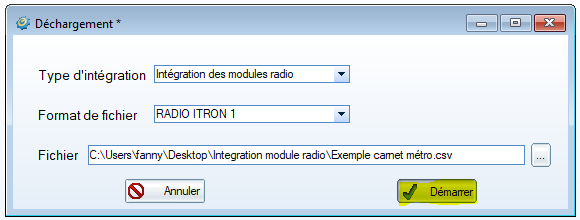 Déchargement *
Type d'intégration Intégration des modules radio
Format de fichier RADIO ITRON 1
Fichier C:\Users\fanny\Desktop\Integration module radio\Exemple carnet métro.csv ...
Annuler Démarrer